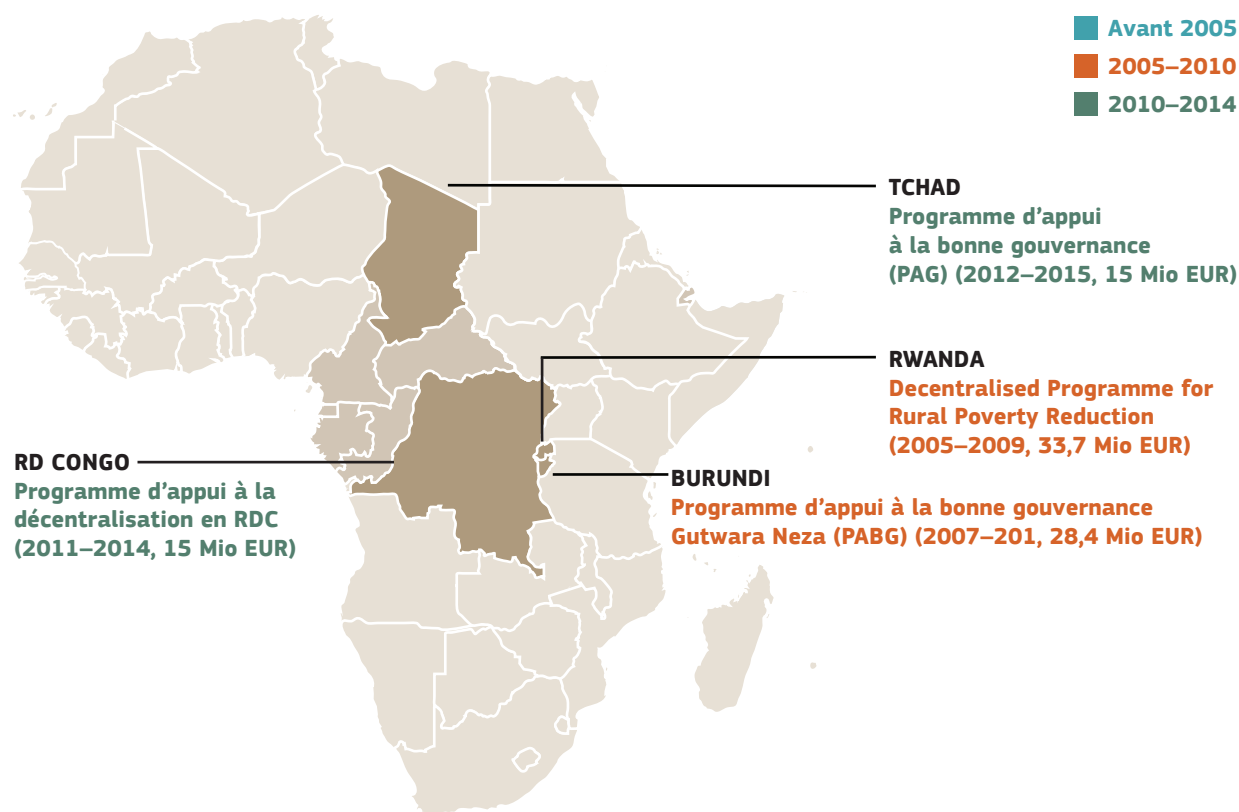 Avant 2005
2005–2010
2010–2014
TCHAD
Programme d'appui
à la bonne gouvernance
(PAG) (2012–2015, 15 Mio EUR)
RWANDA
Decentralised Programme for
Rural Poverty Reduction
(2005–2009, 33,7 Mio EUR)
RD CONGO
Programme d'appui à la
décentralisation en RDC
(2011–2014, 15 Mio EUR)
BURUNDI
Programme d'appui à la bonne gouvernance
Gutwara Neza (PABG) (2007–201, 28,4 Mio EUR)